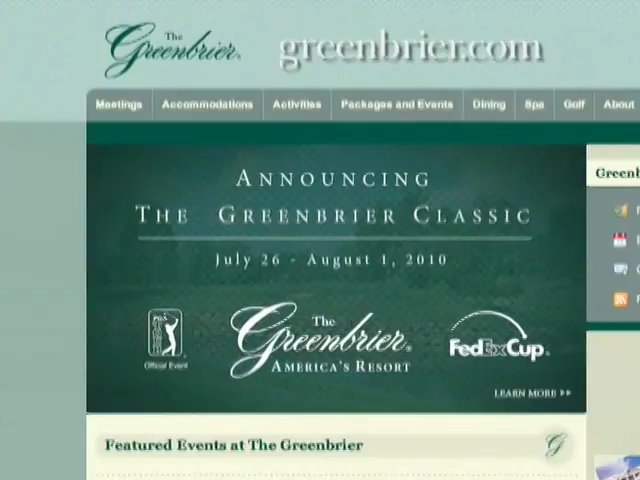 The Greenbrier® greenbrier.com
Meetings Accommodations Activities Packages and Events Dining Spa Golf About
ANNOUNCING
THE GREENBRIER CLASSIC
July 26 - August 1, 2010
PGA TOUR
Official Event
The Greenbrier®
AMERICA'S RESORT
FedExCup.
LEARN MORE
Featured Events at The Greenbrier
G